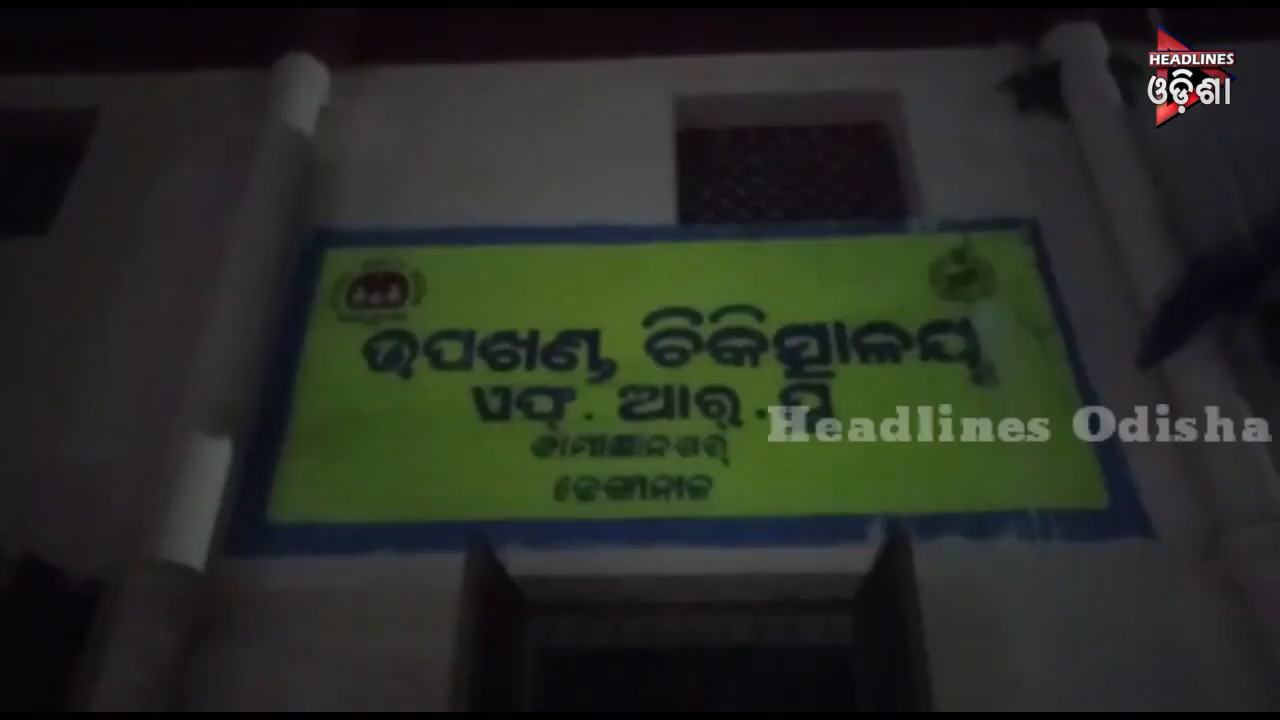 HEADLINES
ଓଡ଼ିଶା
ଉପଖଣ୍ଡ ଚିକିତ୍ସାଳୟ
ଏଫ୍. ଆର୍.ୟୁ
Headlines Odisha
କାମାକ୍ଷାନଗର
ଢେଙ୍କାନାଳ